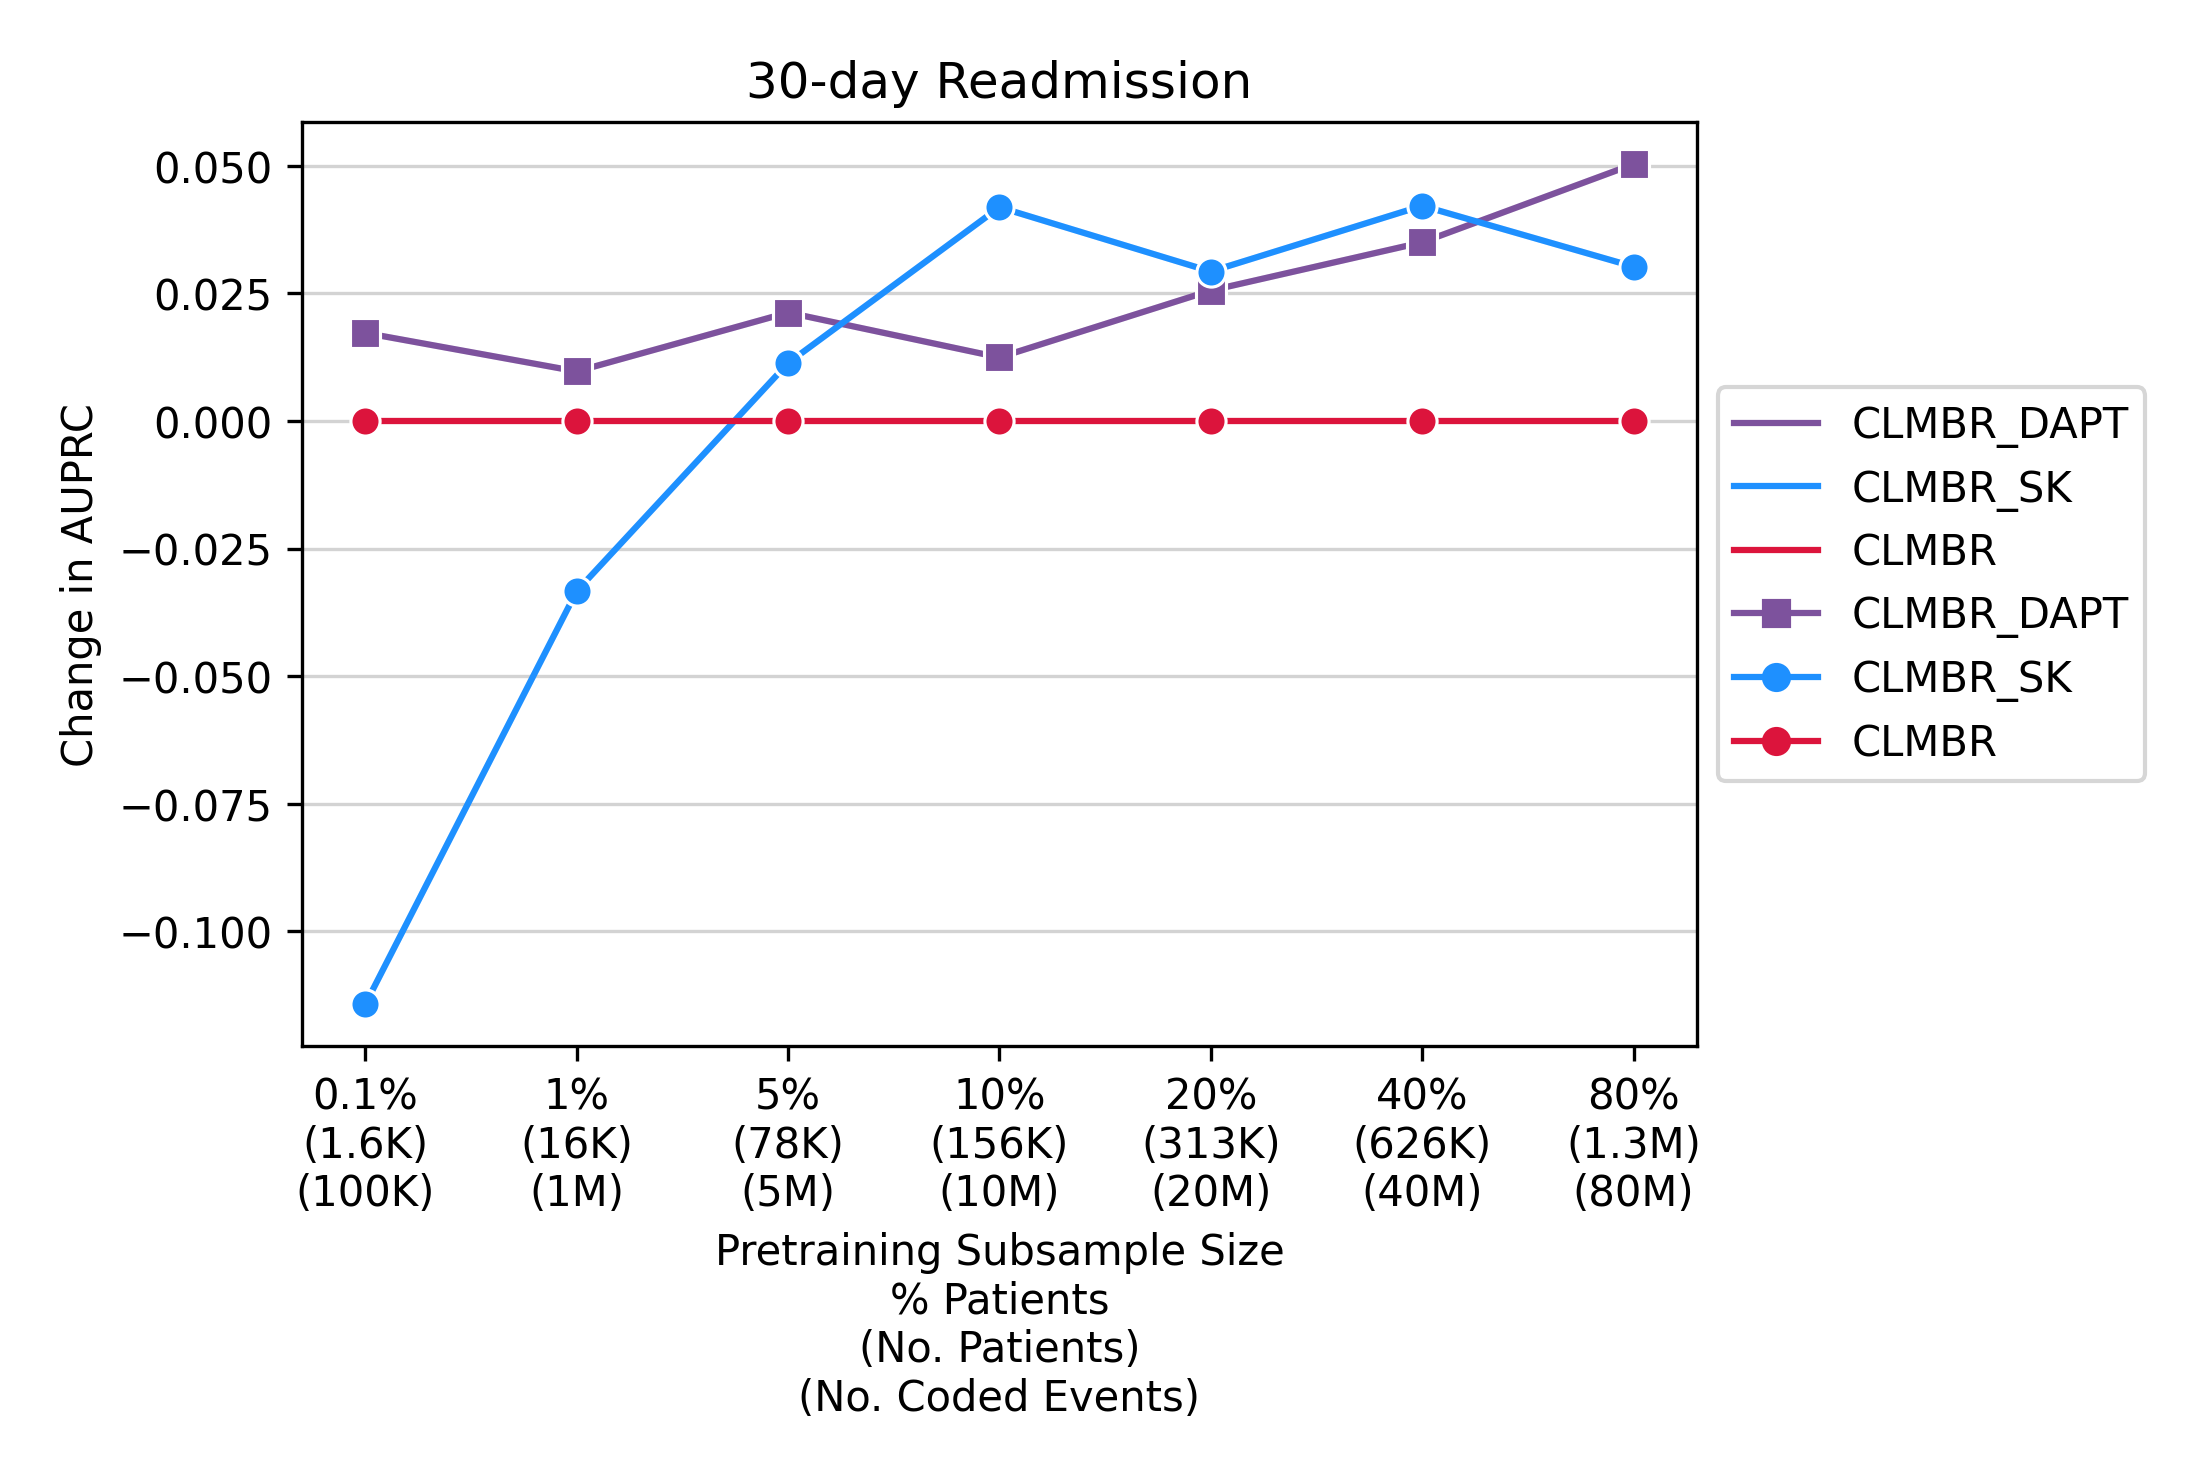 30-day Readmission
0.050
0.025
0.000
−0.025
−0.050
−0.075
−0.100
Change in AUPRC
CLMBR_DAPT
CLMBR_SK
CLMBR
CLMBR_DAPT
CLMBR_SK
CLMBR
0.1% 1% 5% 10% 20% 40% 80%
(1.6K) (16K) (78K) (156K) (313K) (626K) (1.3M)
(100K) (1M) (5M) (10M) (20M) (40M) (80M)
Pretraining Subsample Size
% Patients
(No. Patients)
(No. Coded Events)